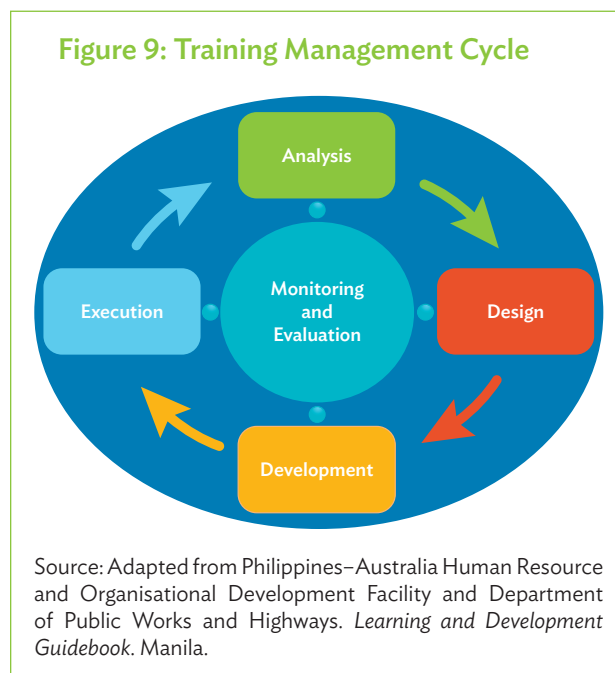 Figure 9: Training Management Cycle
Analysis
Execution
Monitoring
and
Evaluation
Design
Development
Source: Adapted from Philippines–Australia Human Resource
and Organisational Development Facility and Department
of Public Works and Highways. Learning and Development
Guidebook. Manila.